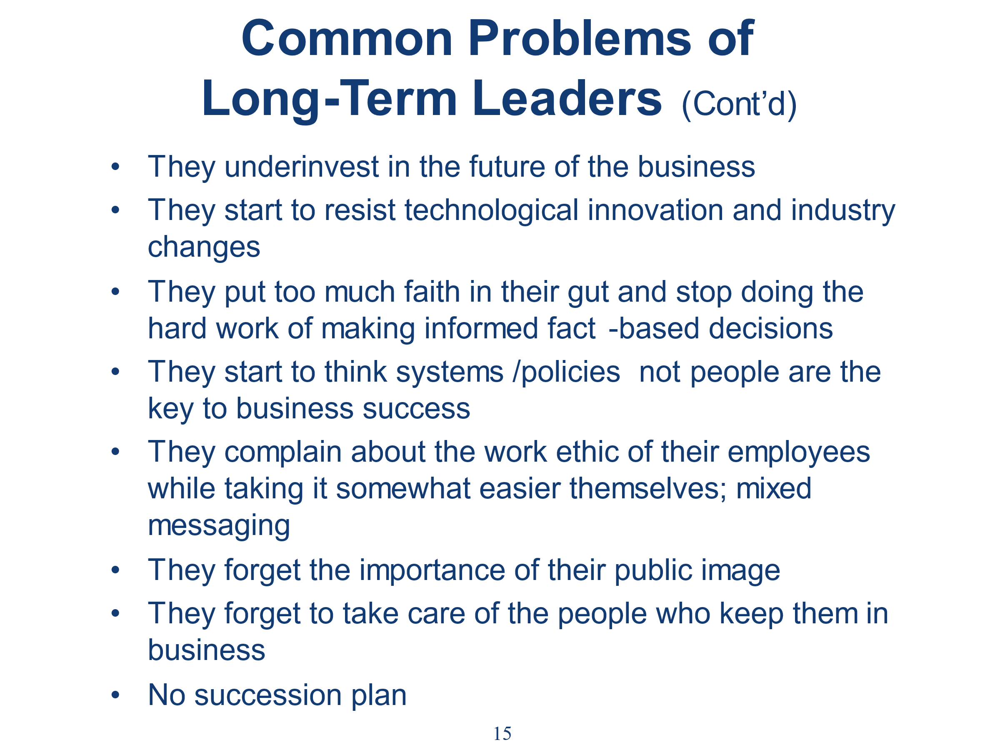 Common Problems of
Long-Term Leaders (Cont’d)
• They underinvest in the future of the business
• They start to resist technological innovation and industry
changes
• They put too much faith in their gut and stop doing the
hard work of making informed fact -based decisions
• They start to think systems /policies  not people are the
key to business success
• They complain about the work ethic of their employees
while taking it somewhat easier themselves; mixed
messaging
• They forget the importance of their public image
• They forget to take care of the people who keep them in
business
• No succession plan
15